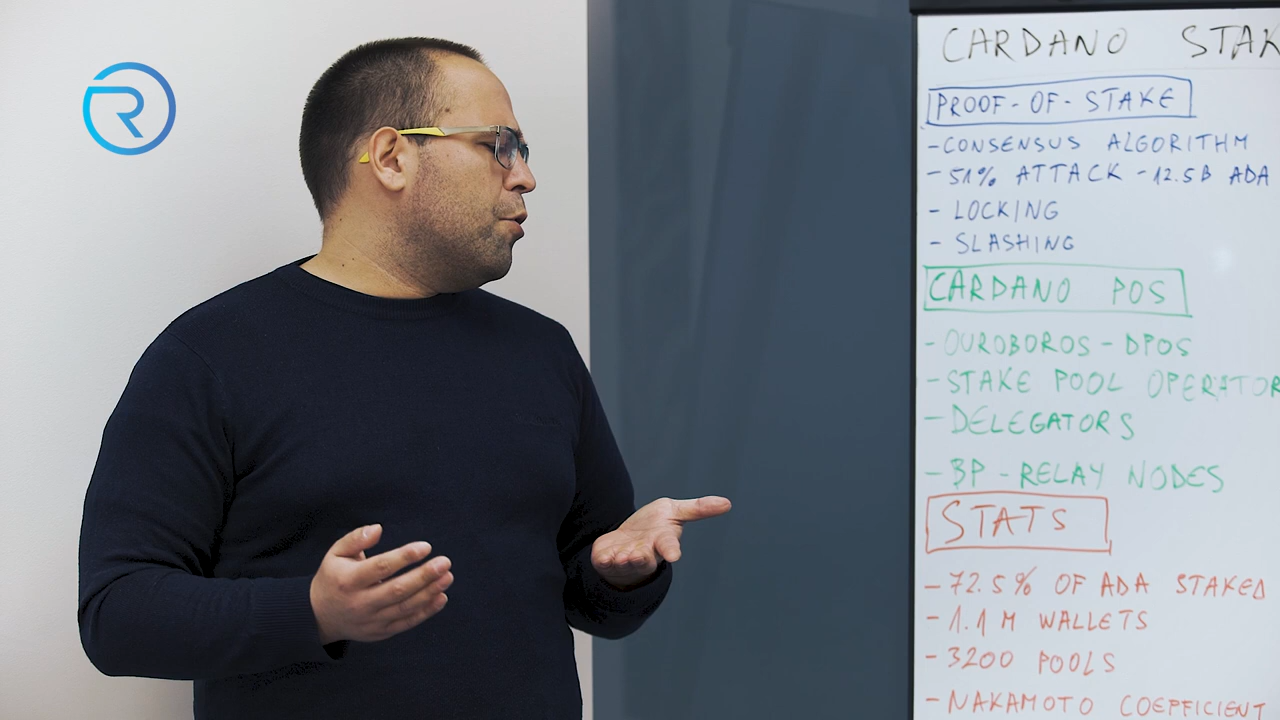 R
CARDANO STAK
PROOF-OF-STAKE
-CONSENSUS ALGORITHM
-51% ATTACK -12.5B ADA
- LOCKING
- SLASHING
CARDANO POS
- OUROBOROS - DPOS
-STAKE POOL OPERATOR
-DELEGATORS
-BP -RELAY NODES
STATS
-72.5% OF ADA STAKED
-1.1 M WALLETS
-3200 POOLS
-NAKAMOTO COEFFICIENT